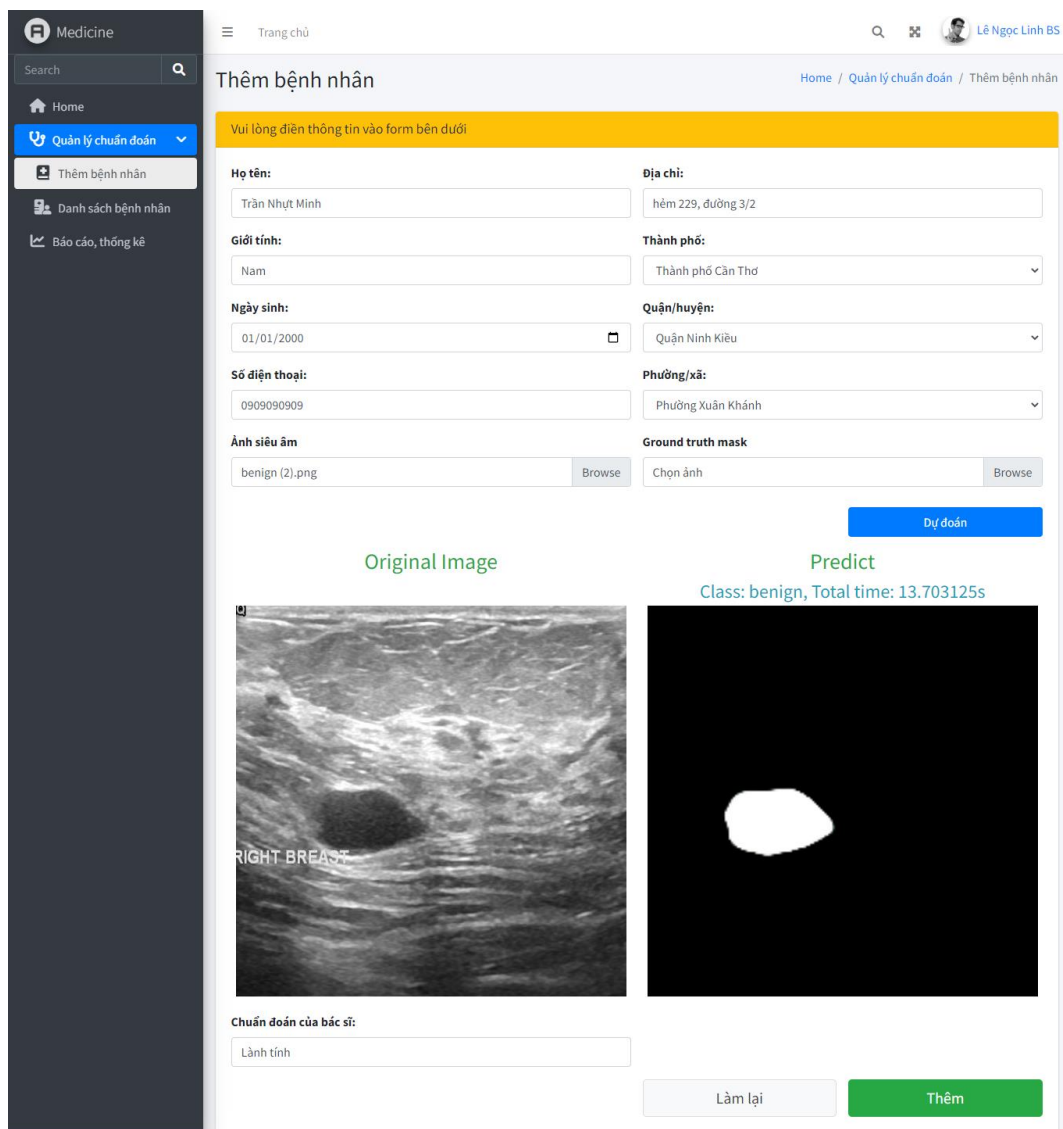 Medicine
Search
Home
Quản lý chuẩn đoán
Thêm bệnh nhân
Danh sách bệnh nhân
Báo cáo, thống kê
Trang chủ
Lê Ngọc Linh BS
Thêm bệnh nhân
Home / Quản lý chuẩn đoán / Thêm bệnh nhân
Vui lòng điền thông tin vào form bên dưới
Họ tên:
Trần Nhựt Minh
Địa chỉ:
hẻm 229, đường 3/2
Giới tính:
Nam
Thành phố:
Thành phố Cần Thơ
Ngày sinh:
01/01/2000
Quận/huyện:
Quận Ninh Kiều
Số điện thoại:
0909090909
Phường/xã:
Phường Xuân Khánh
Ảnh siêu âm
benign (2).png Browse
Ground truth mask
Chọn ảnh Browse
Dự đoán
Original Image
Predict
Class: benign, Total time: 13.703125s
RIGHT BREAST
Chuẩn đoán của bác sĩ:
Lành tính
Làm lại
Thêm